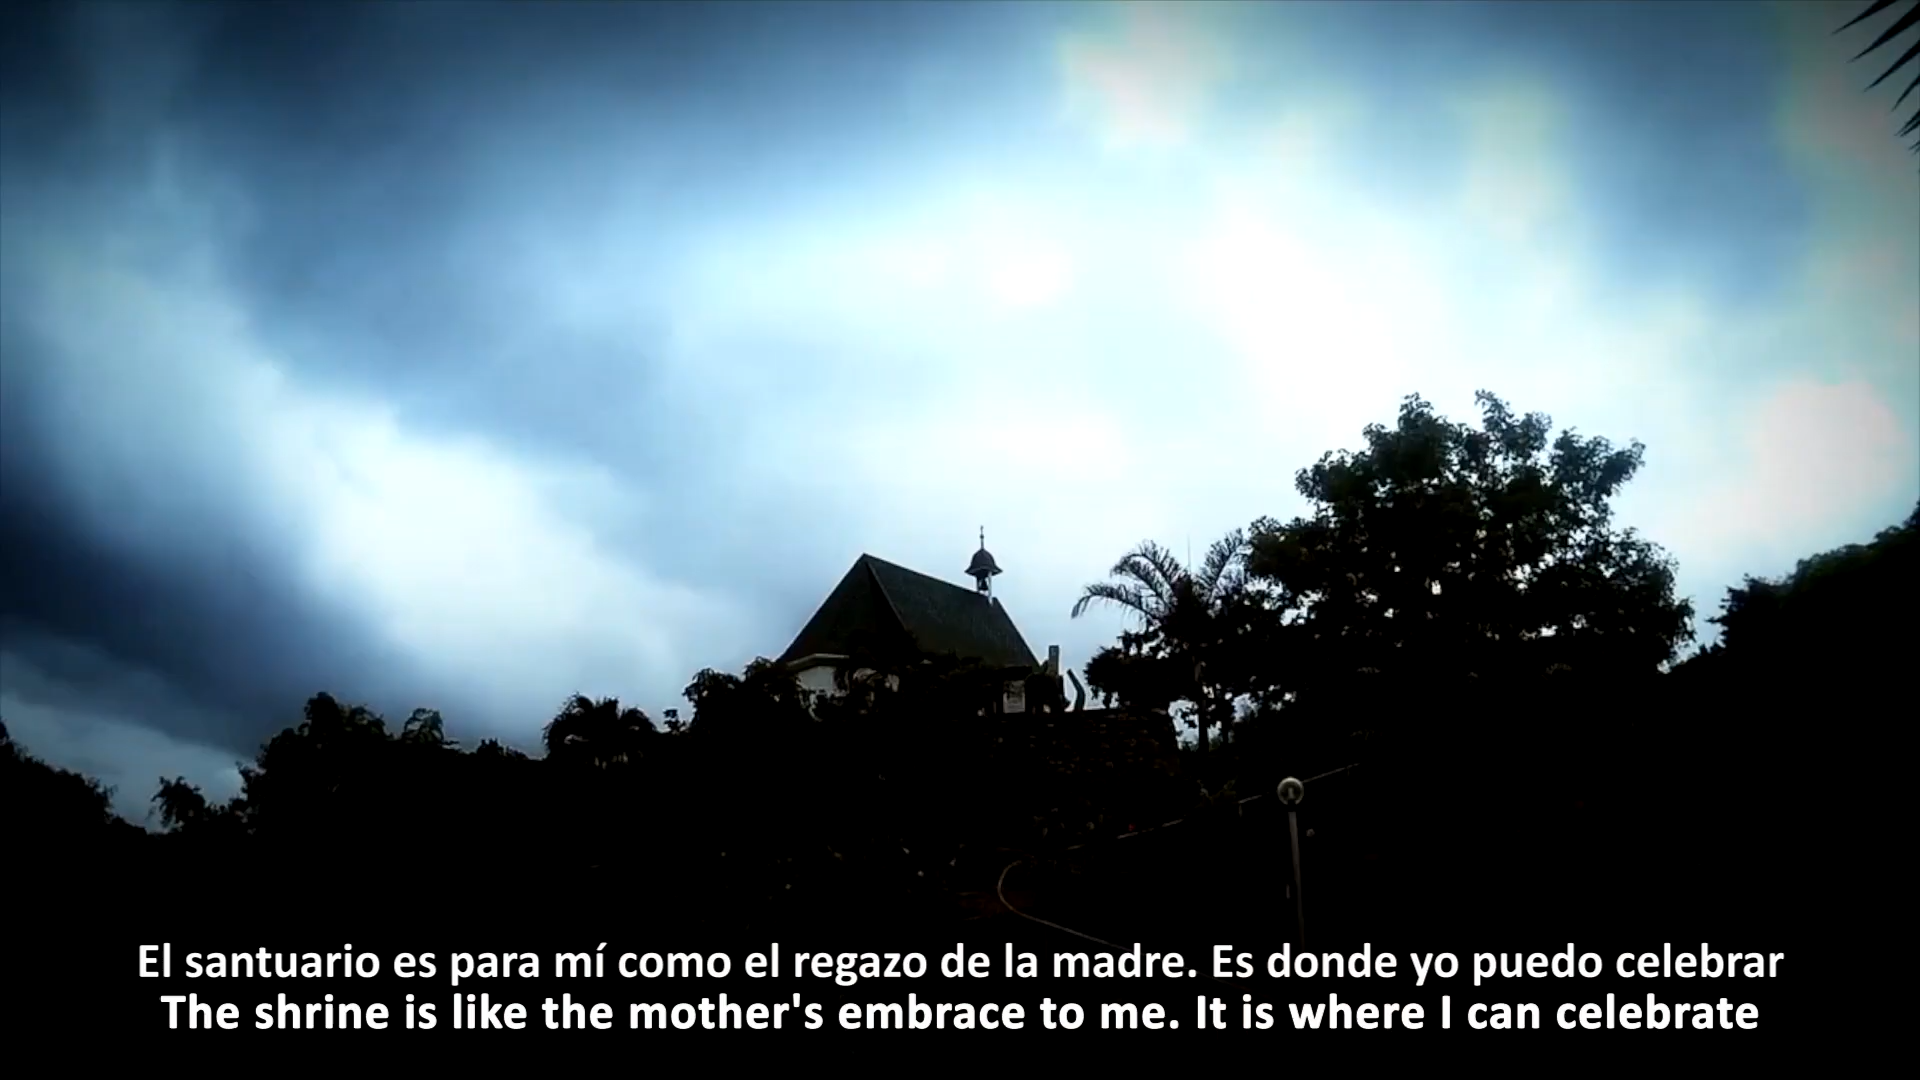 El santuario es para mí como el regazo de la madre. Es donde yo puedo celebrar
The shrine is like the mother's embrace to me. It is where I can celebrate